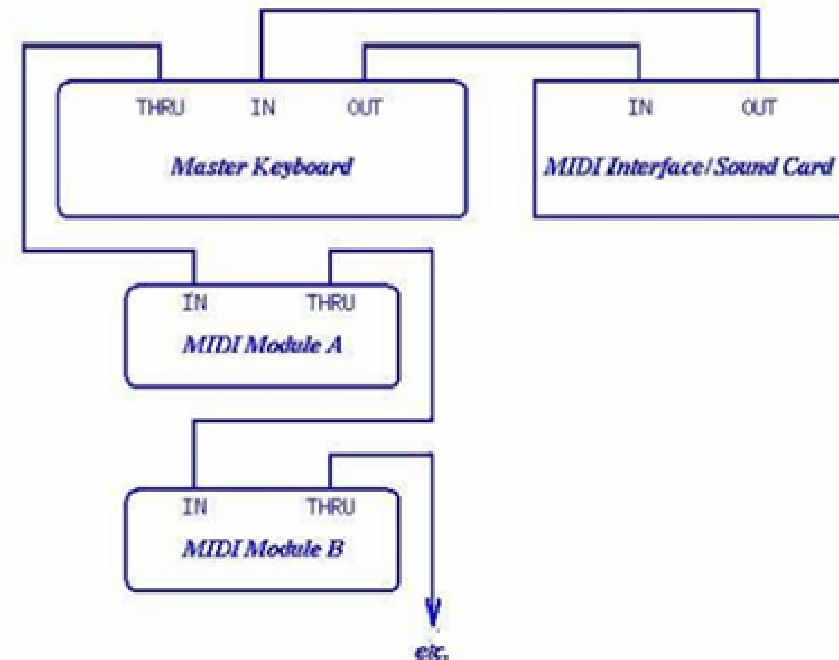 THRU IN OUT
Master Keyboard
IN OUT
MIDI Interface/Sound Card
IN THRU
MIDI Module A
IN THRU
MIDI Module B
etc.